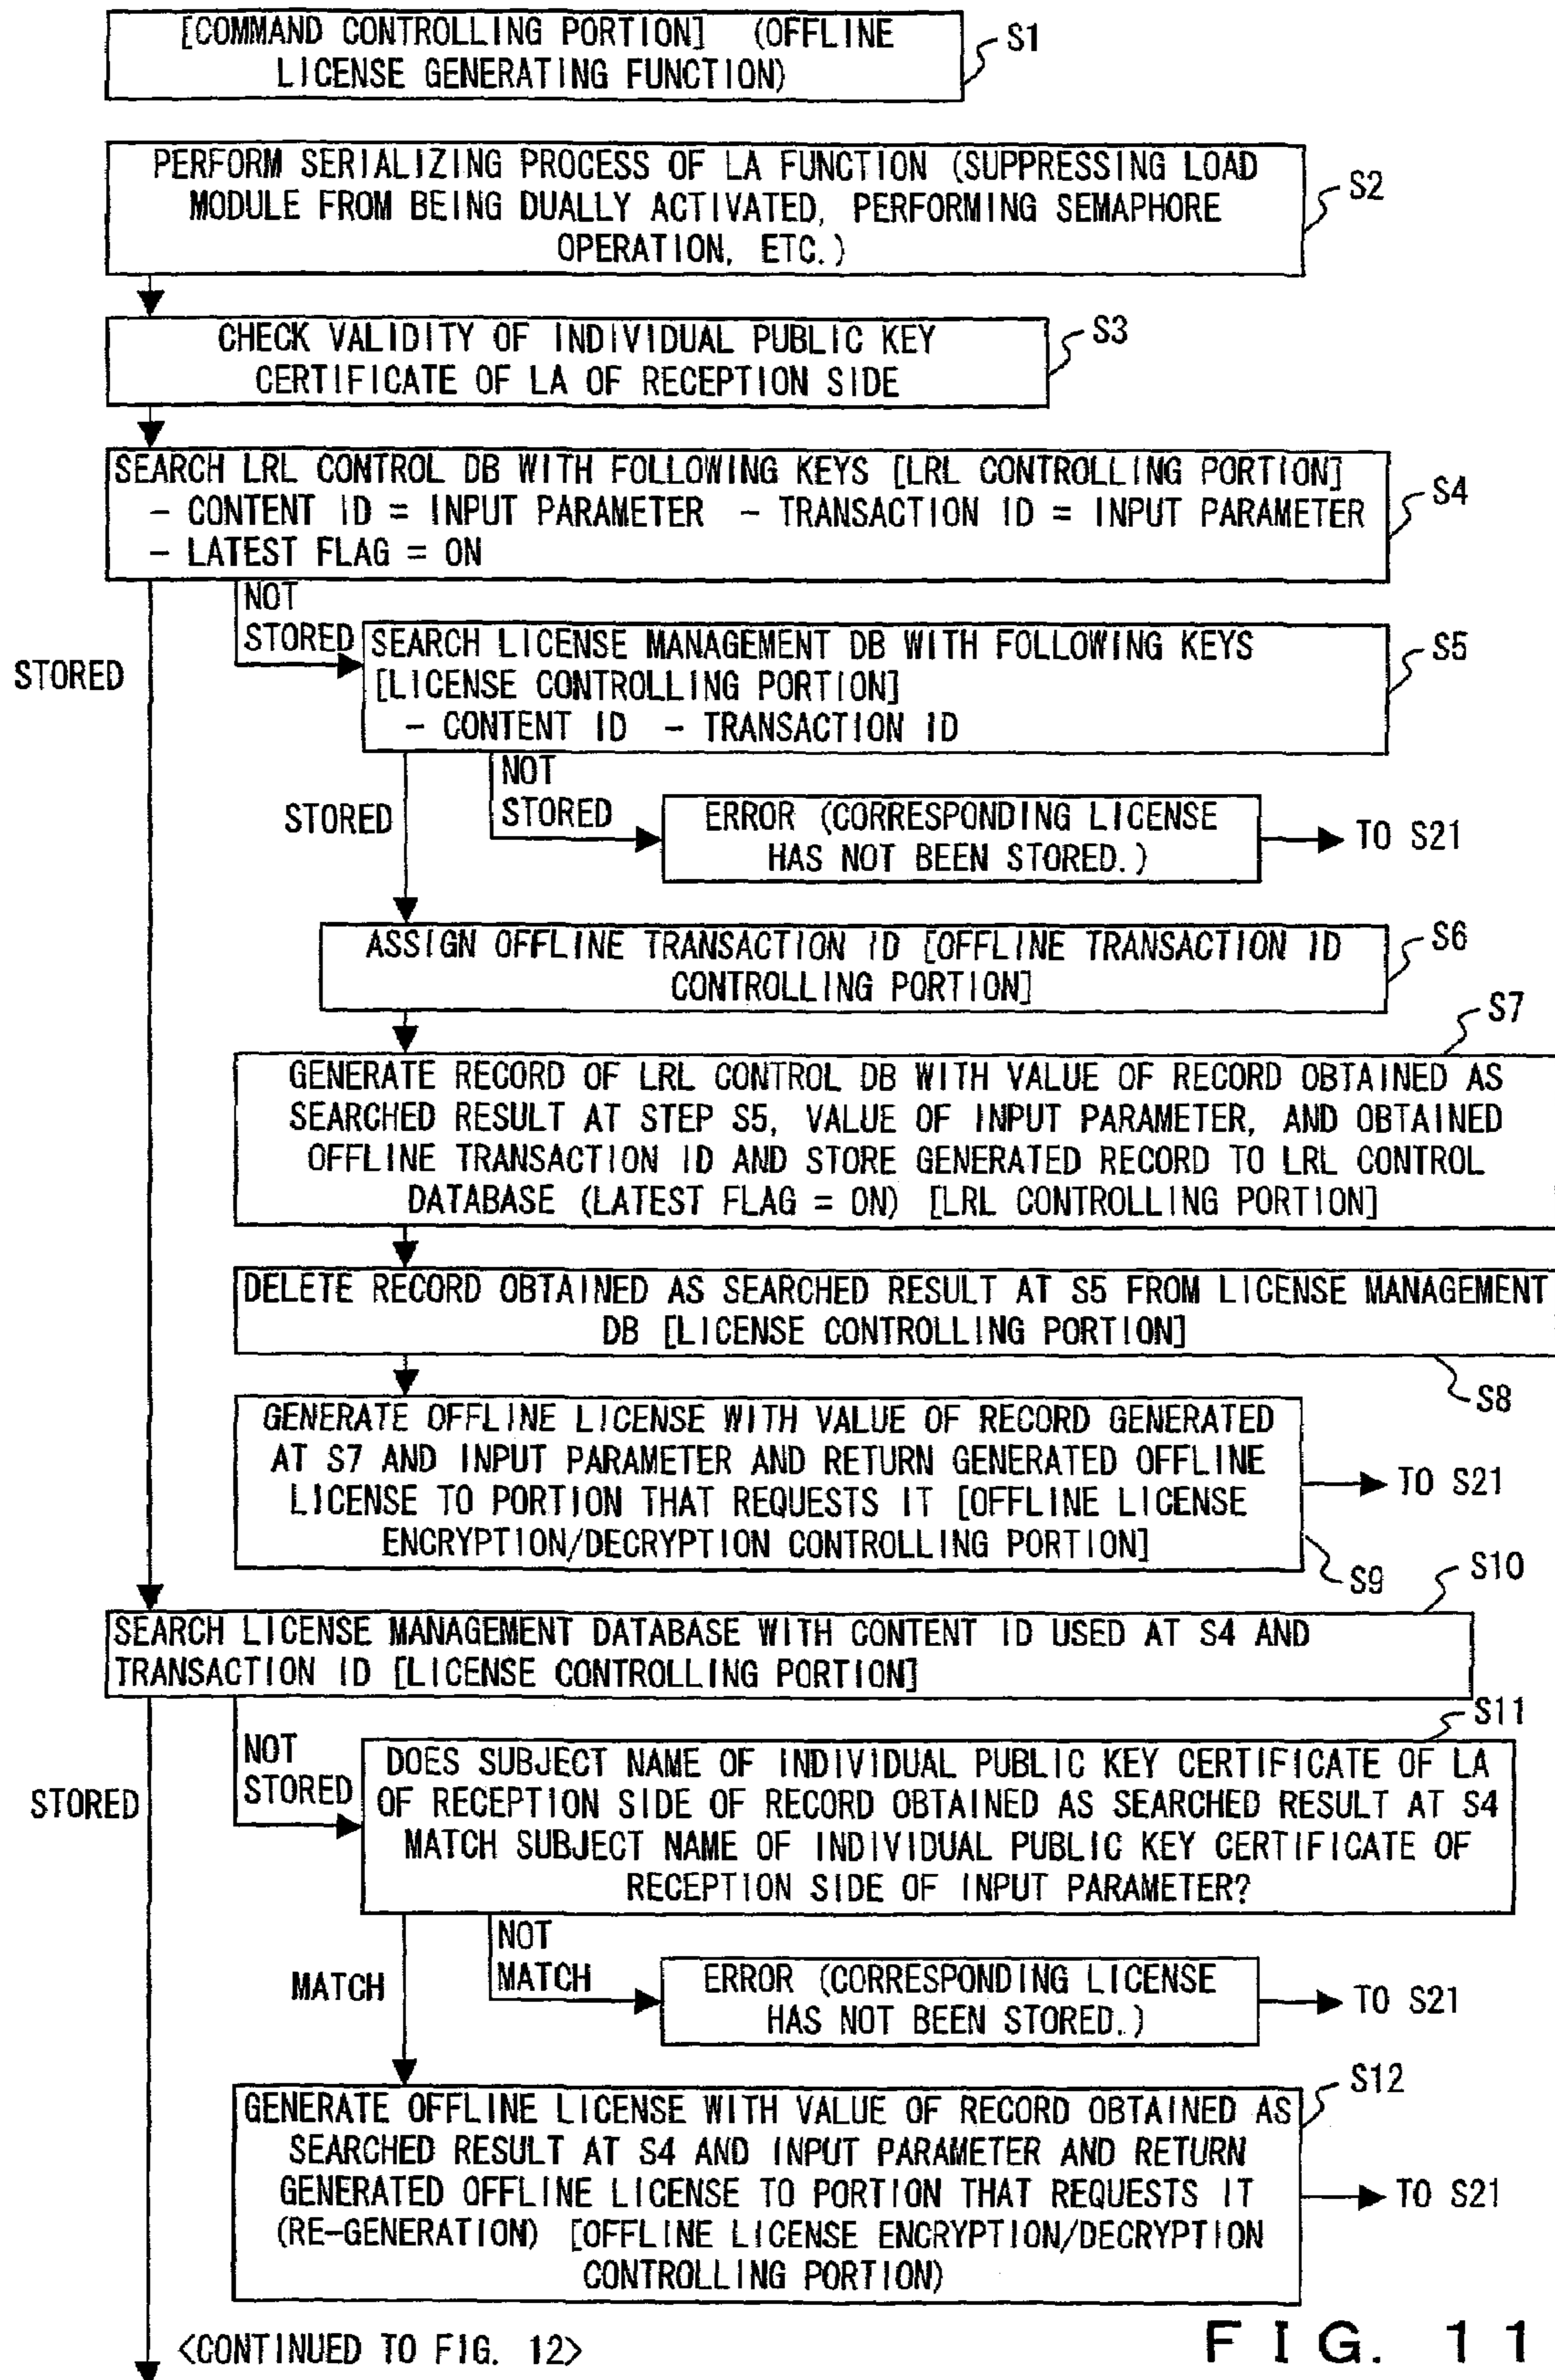 [COMMAND CONTROLLING PORTION] (OFFLINE
LICENSE GENERATING FUNCTION)
S1
PERFORM SERIALIZING PROCESS OF LA FUNCTION (SUPPRESSING LOAD
MODULE FROM BEING DUALLY ACTIVATED, PERFORMING SEMAPHORE
OPERATION, ETC.)
S2
CHECK VALIDITY OF INDIVIDUAL PUBLIC KEY
CERTIFICATE OF LA OF RECEPTION SIDE
S3
SEARCH LRL CONTROL DB WITH FOLLOWING KEYS [LRL CONTROLLING PORTION]
- CONTENT ID = INPUT PARAMETER - TRANSACTION ID = INPUT PARAMETER
- LATEST FLAG = ON
S4
STORED
NOT
STORED
SEARCH LICENSE MANAGEMENT DB WITH FOLLOWING KEYS
[LICENSE CONTROLLING PORTION]
- CONTENT ID - TRANSACTION ID
S5
STORED
NOT
STORED
ERROR (CORRESPONDING LICENSE
HAS NOT BEEN STORED.)
TO S21
ASSIGN OFFLINE TRANSACTION ID [OFFLINE TRANSACTION ID
CONTROLLING PORTION]
S6
S7
GENERATE RECORD OF LRL CONTROL DB WITH VALUE OF RECORD OBTAINED AS
SEARCHED RESULT AT STEP S5, VALUE OF INPUT PARAMETER, AND OBTAINED
OFFLINE TRANSACTION ID AND STORE GENERATED RECORD TO LRL CONTROL
DATABASE (LATEST FLAG = ON) [LRL CONTROLLING PORTION]
DELETE RECORD OBTAINED AS SEARCHED RESULT AT S5 FROM LICENSE MANAGEMENT
DB [LICENSE CONTROLLING PORTION]
S8
GENERATE OFFLINE LICENSE WITH VALUE OF RECORD GENERATED
AT S7 AND INPUT PARAMETER AND RETURN GENERATED OFFLINE
LICENSE TO PORTION THAT REQUESTS IT [OFFLINE LICENSE
ENCRYPTION/DECRYPTION CONTROLLING PORTION]
TO S21
S9
S10
SEARCH LICENSE MANAGEMENT DATABASE WITH CONTENT ID USED AT S4 AND
TRANSACTION ID [LICENSE CONTROLLING PORTION]
STORED
NOT
STORED
S11
DOES SUBJECT NAME OF INDIVIDUAL PUBLIC KEY CERTIFICATE OF LA
OF RECEPTION SIDE OF RECORD OBTAINED AS SEARCHED RESULT AT S4
MATCH SUBJECT NAME OF INDIVIDUAL PUBLIC KEY CERTIFICATE OF
RECEPTION SIDE OF INPUT PARAMETER?
MATCH
NOT
MATCH
ERROR (CORRESPONDING LICENSE
HAS NOT BEEN STORED.)
TO S21
S12
GENERATE OFFLINE LICENSE WITH VALUE OF RECORD OBTAINED AS
SEARCHED RESULT AT S4 AND INPUT PARAMETER AND RETURN
GENERATED OFFLINE LICENSE TO PORTION THAT REQUESTS IT
(RE-GENERATION) [OFFLINE LICENSE ENCRYPTION/DECRYPTION
CONTROLLING PORTION)
TO S21
<CONTINUED TO FIG. 12>
FIG. 11